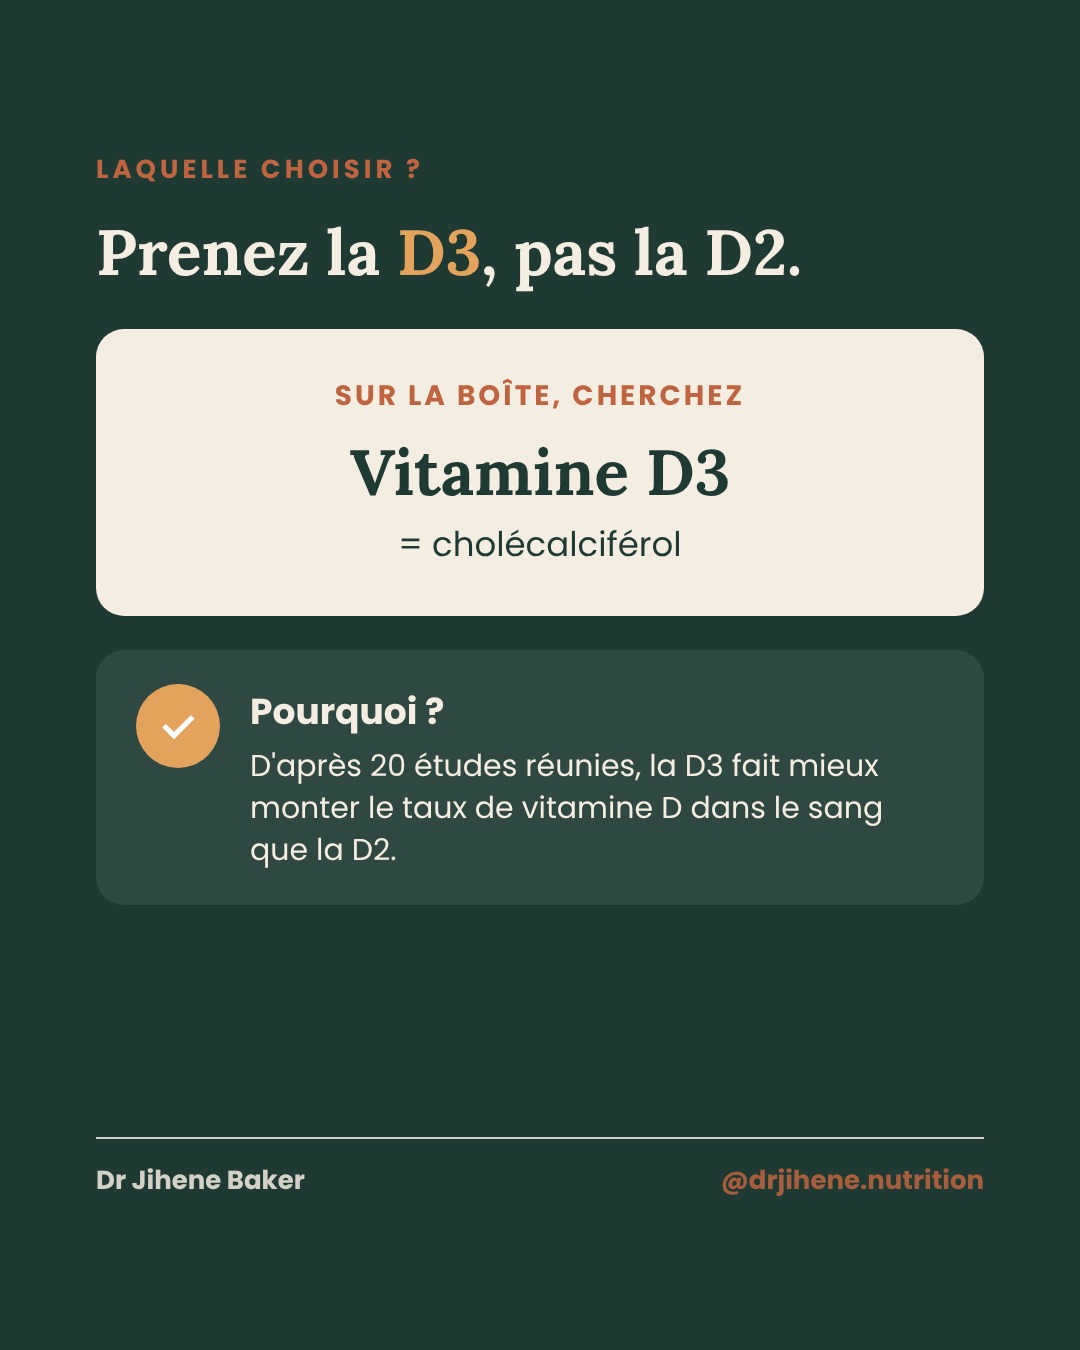 LAQUELLE CHOISIR ?
Prenez la D3, pas la D2.
SUR LA BOÎTE, CHERCHEZ
Vitamine D3
= cholécalciférol
Pourquoi ?
D'après 20 études réunies, la D3 fait mieux
monter le taux de vitamine D dans le sang
que la D2.
Dr Jihene Baker
@drjihene.nutrition